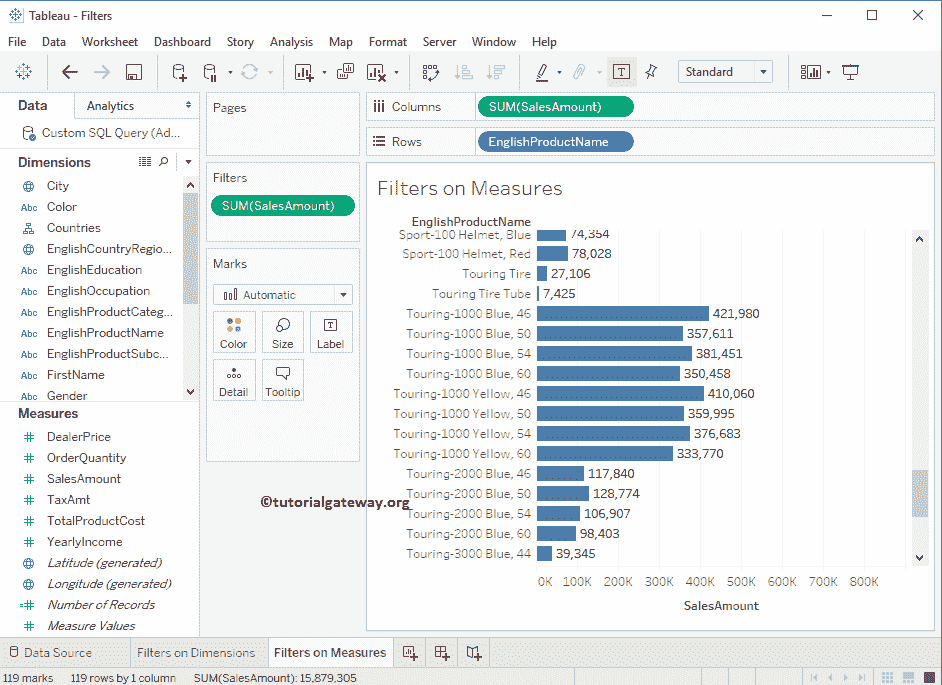 Tableau - Filters
File Data Worksheet Dashboard Story Analysis Map Format Server Window Help
Standard
Data Analytics
Custom SQL Query (Ad...
Dimensions
City
Abc Color
Countries
EnglishCountryRegio...
Abc EnglishEducation
Abc EnglishOccupation
Abc EnglishProductCateg...
Abc EnglishProductName
Abc EnglishProductSubc...
Abc FirstName
Abc Gender
Measures
DealerPrice
OrderQuantity
SalesAmount
TaxAmt
TotalProductCost
YearlyIncome
Latitude (generated)
Longitude (generated)
Number of Records
Measure Values
Pages
Filters
SUM(SalesAmount)
Marks
Automatic
Color Size Label
Detail Tooltip
©tutorialgateway.org
Columns SUM(SalesAmount)
Rows EnglishProductName
Filters on Measures
EnglishProductName
Sport-100 Helmet, Blue 74,354
Sport-100 Helmet, Red 78,028
Touring Tire 27,106
Touring Tire Tube 7,425
Touring-1000 Blue, 46 421,980
Touring-1000 Blue, 50 357,611
Touring-1000 Blue, 54 381,451
Touring-1000 Blue, 60 350,458
Touring-1000 Yellow, 46 410,060
Touring-1000 Yellow, 50 359,995
Touring-1000 Yellow, 54 376,683
Touring-1000 Yellow, 60 333,770
Touring-2000 Blue, 46 117,840
Touring-2000 Blue, 50 128,774
Touring-2000 Blue, 54 106,907
Touring-2000 Blue, 60 98,403
Touring-3000 Blue, 44 39,345
0K 100K 200K 300K 400K 500K 600K 700K 800K
SalesAmount
Data Source Filters on Dimensions Filters on Measures
119 marks 119 rows by 1 column SUM(SalesAmount): 15,879,305